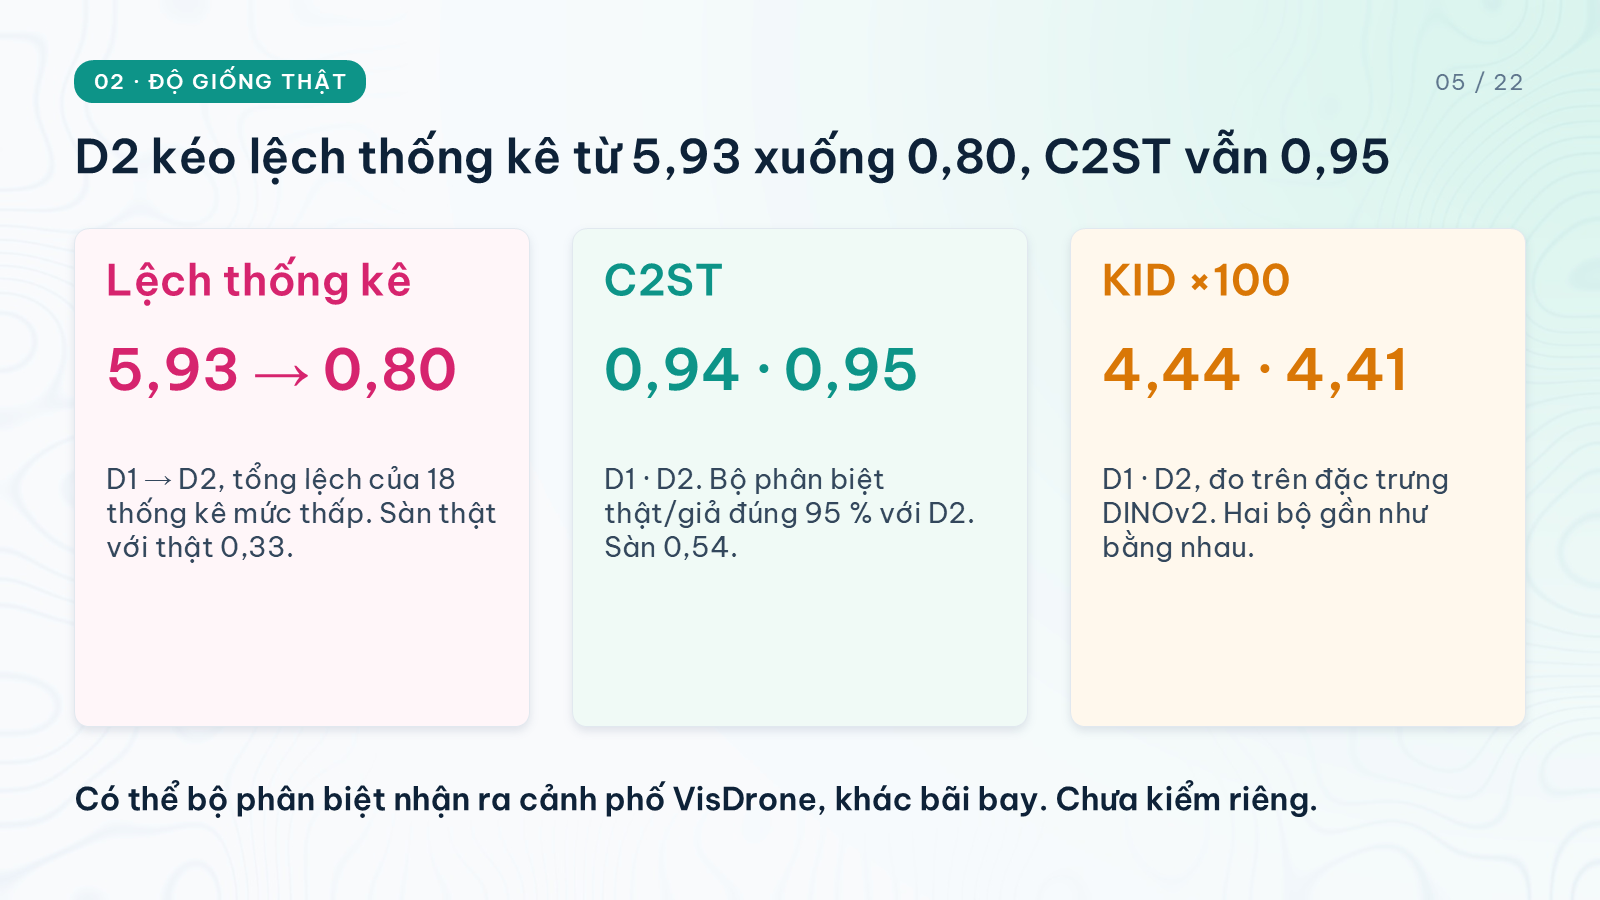 02 · ĐỘ GIỐNG THẬT
05 / 22
D2 kéo lệch thống kê từ 5,93 xuống 0,80, C2ST vẫn 0,95
Lệch thống kê
5,93 → 0,80
D1 → D2, tổng lệch của 18
thống kê mức thấp. Sàn thật
với thật 0,33.
C2ST
0,94 · 0,95
D1 · D2. Bộ phân biệt
thật/giả đúng 95 % với D2.
Sàn 0,54.
KID ×100
4,44 · 4,41
D1 · D2, đo trên đặc trưng
DINOv2. Hai bộ gần như
bằng nhau.
Có thể bộ phân biệt nhận ra cảnh phố VisDrone, khác bãi bay. Chưa kiểm riêng.